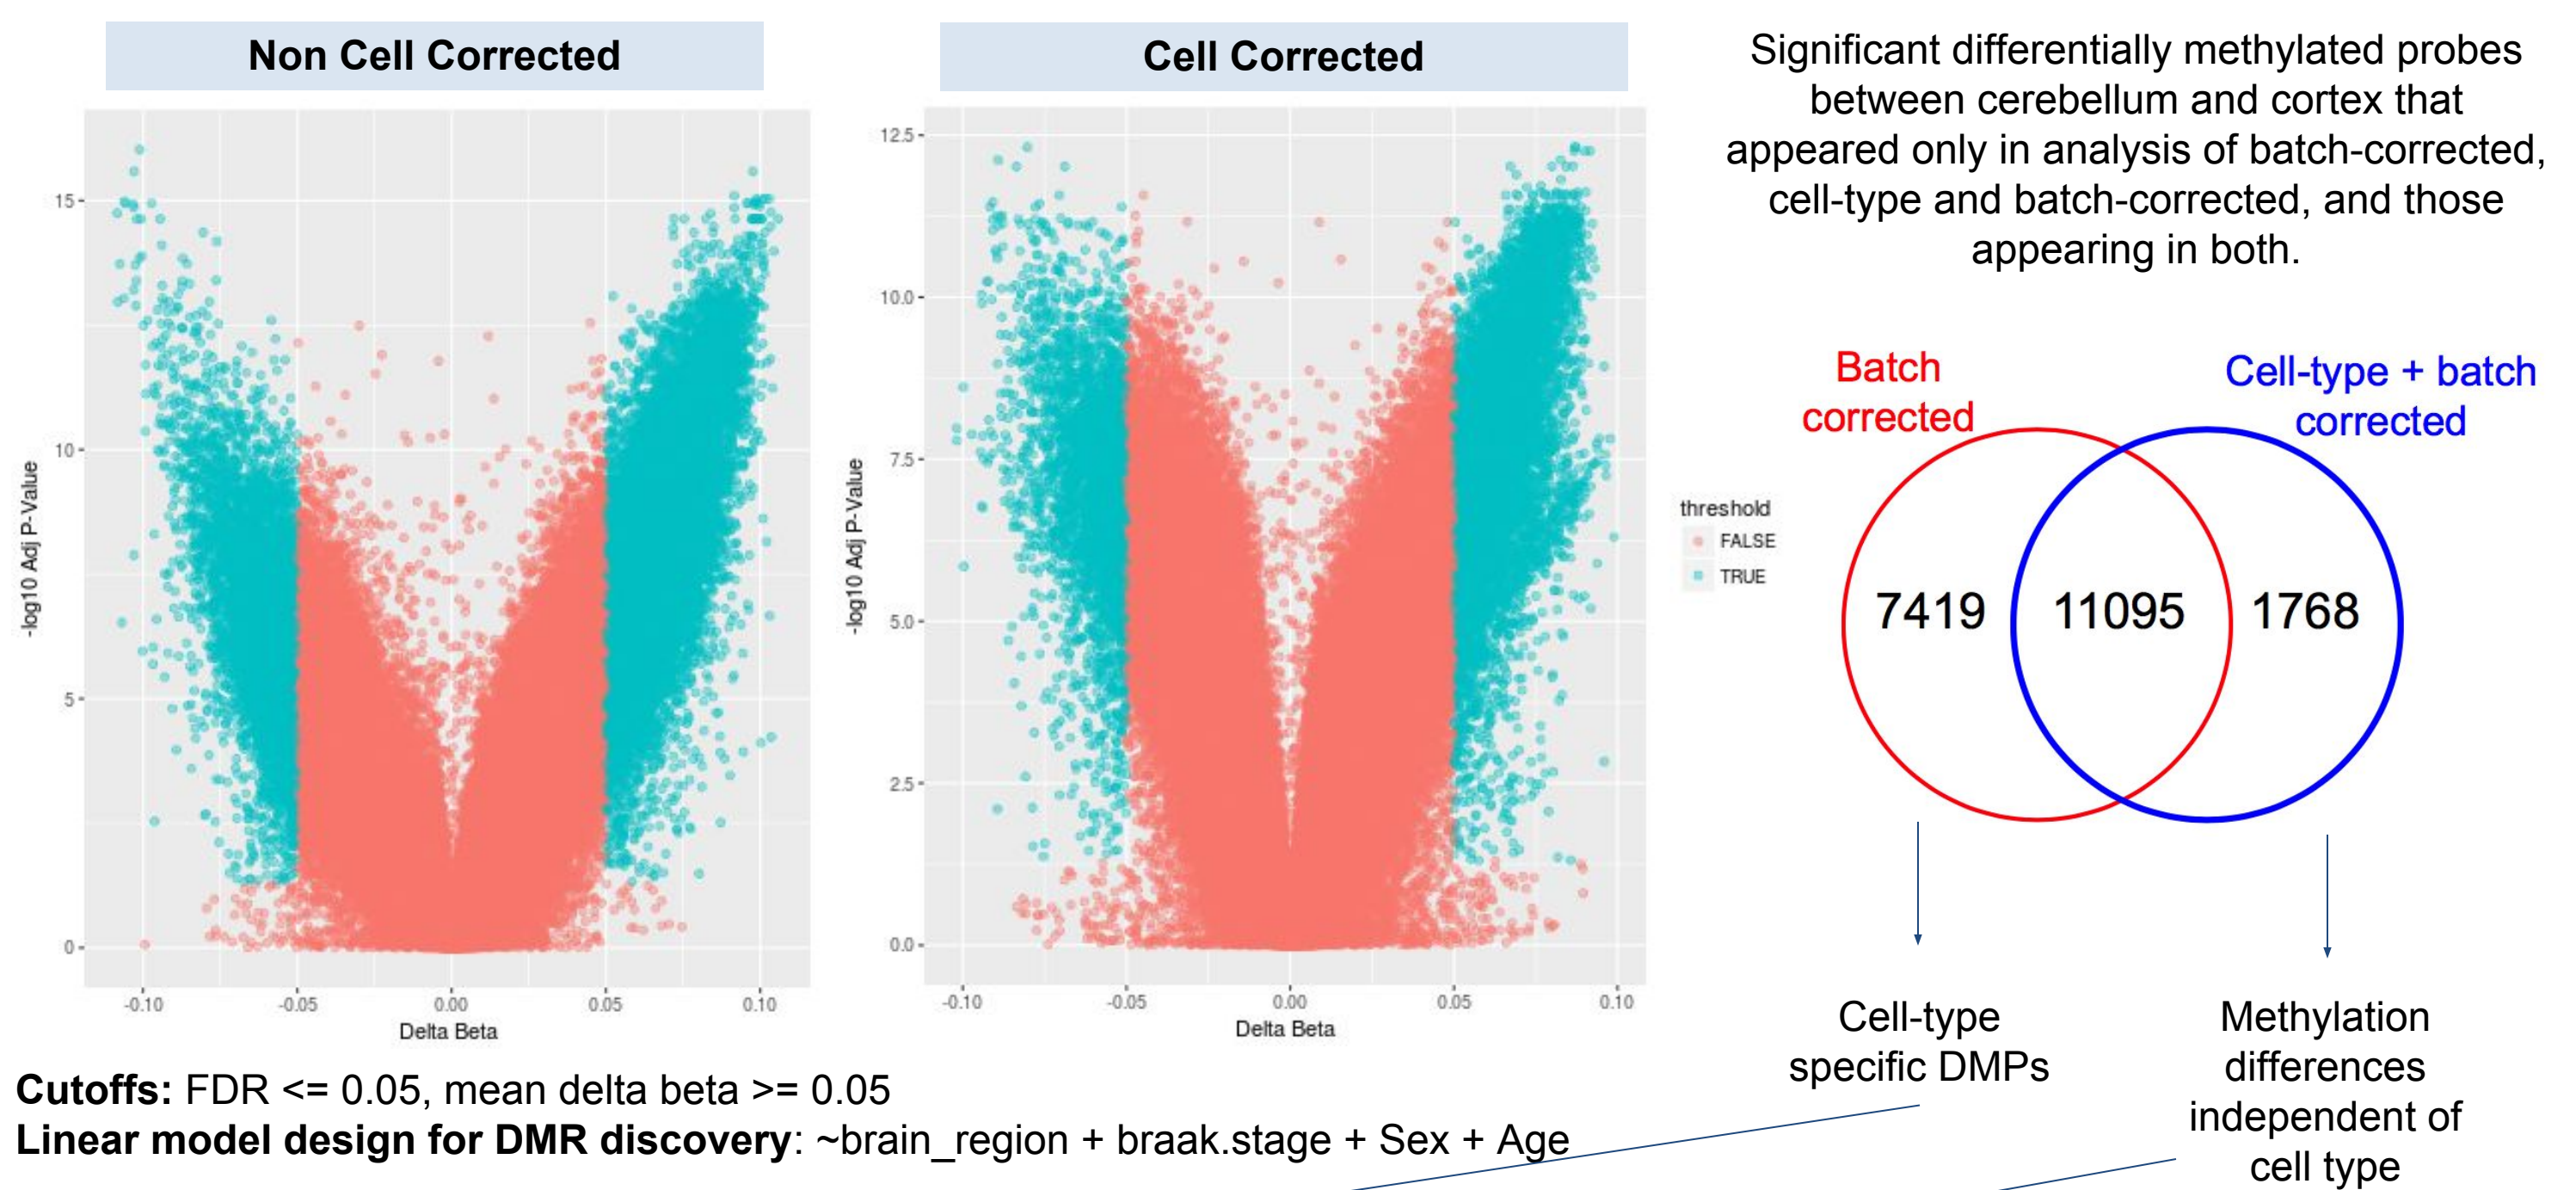 Non Cell Corrected
15
10
5
0
-log10 Adj P-Value
-0.10
-0.05
0.00
0.05
0.10
Delta Beta
Cell Corrected
12.5
10.0
7.5
5.0
2.5
0.0
-log10 Adj P-Value
-0.10
-0.05
0.00
0.05
0.10
Delta Beta
threshold
FALSE
TRUE
Cutoffs: FDR <= 0.05, mean delta beta >= 0.05
Linear model design for DMR discovery: ~brain_region + braak.stage + Sex + Age
Significant differentially methylated probes
between cerebellum and cortex that
appeared only in analysis of batch-corrected,
cell-type and batch-corrected, and those
appearing in both.
Batch
corrected
Cell-type + batch
corrected
7419
11095
1768
Cell-type
specific DMPs
Methylation
differences
independent of
cell type